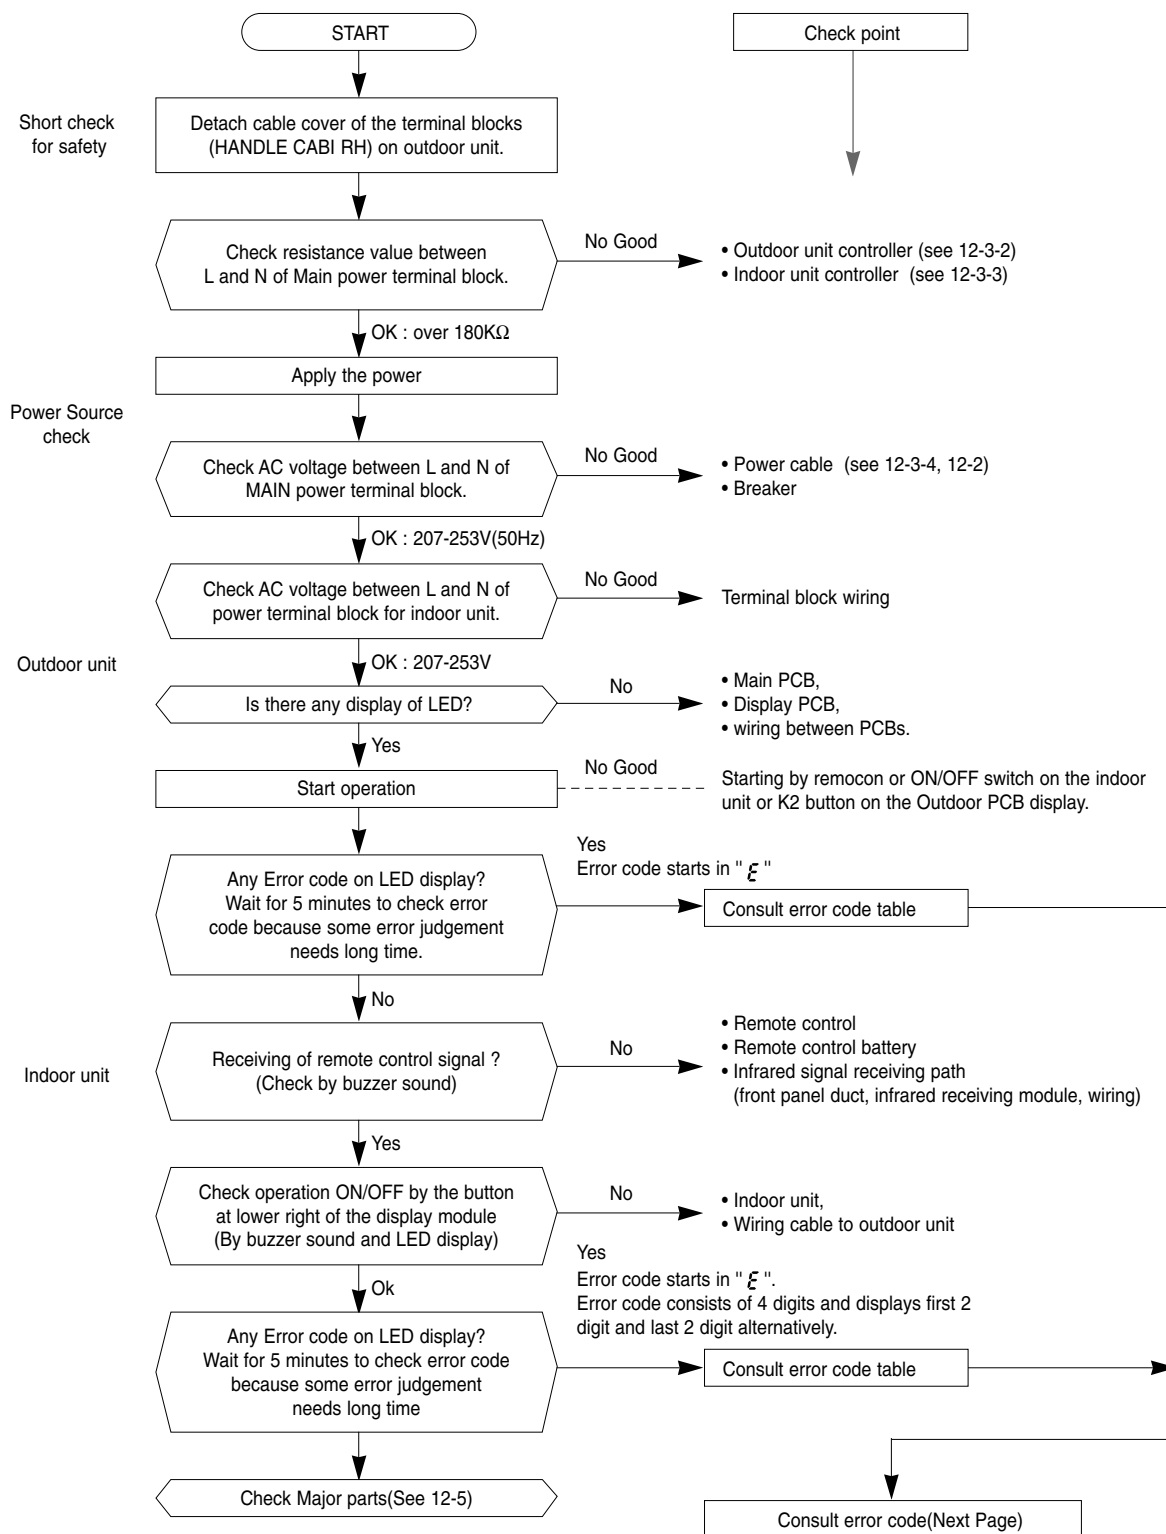 START
Check point
Short check
for safety
Detach cable cover of the terminal blocks
(HANDLE CABI RH) on outdoor unit.
Check resistance value between
L and N of Main power terminal block.
No Good
• Outdoor unit controller (see 12-3-2)
• Indoor unit controller (see 12-3-3)
OK : over 180KΩ
Apply the power
Power Source
check
Check AC voltage between L and N of
MAIN power terminal block.
No Good
• Power cable (see 12-3-4, 12-2)
• Breaker
OK : 207-253V(50Hz)
Check AC voltage between L and N of
power terminal block for indoor unit.
No Good
Terminal block wiring
Outdoor unit
OK : 207-253V
Is there any display of LED?
No
• Main PCB,
• Display PCB,
• wiring between PCBs.
Yes
Start operation
No Good
Starting by remocon or ON/OFF switch on the indoor
unit or K2 button on the Outdoor PCB display.
Any Error code on LED display?
Wait for 5 minutes to check error
code because some error judgement
needs long time.
Yes
Error code starts in " E "
Consult error code table
No
Indoor unit
Receiving of remote control signal ?
(Check by buzzer sound)
No
• Remote control
• Remote control battery
• Infrared signal receiving path
(front panel duct, infrared receiving module, wiring)
Yes
Check operation ON/OFF by the button
at lower right of the display module
(By buzzer sound and LED display)
No
• Indoor unit,
• Wiring cable to outdoor unit
Ok
Any Error code on LED display?
Wait for 5 minutes to check error code
because some error judgement
needs long time
Yes
Error code starts in " E ".
Error code consists of 4 digits and displays first 2
digit and last 2 digit alternatively.
Consult error code table
Check Major parts(See 12-5)
Consult error code(Next Page)